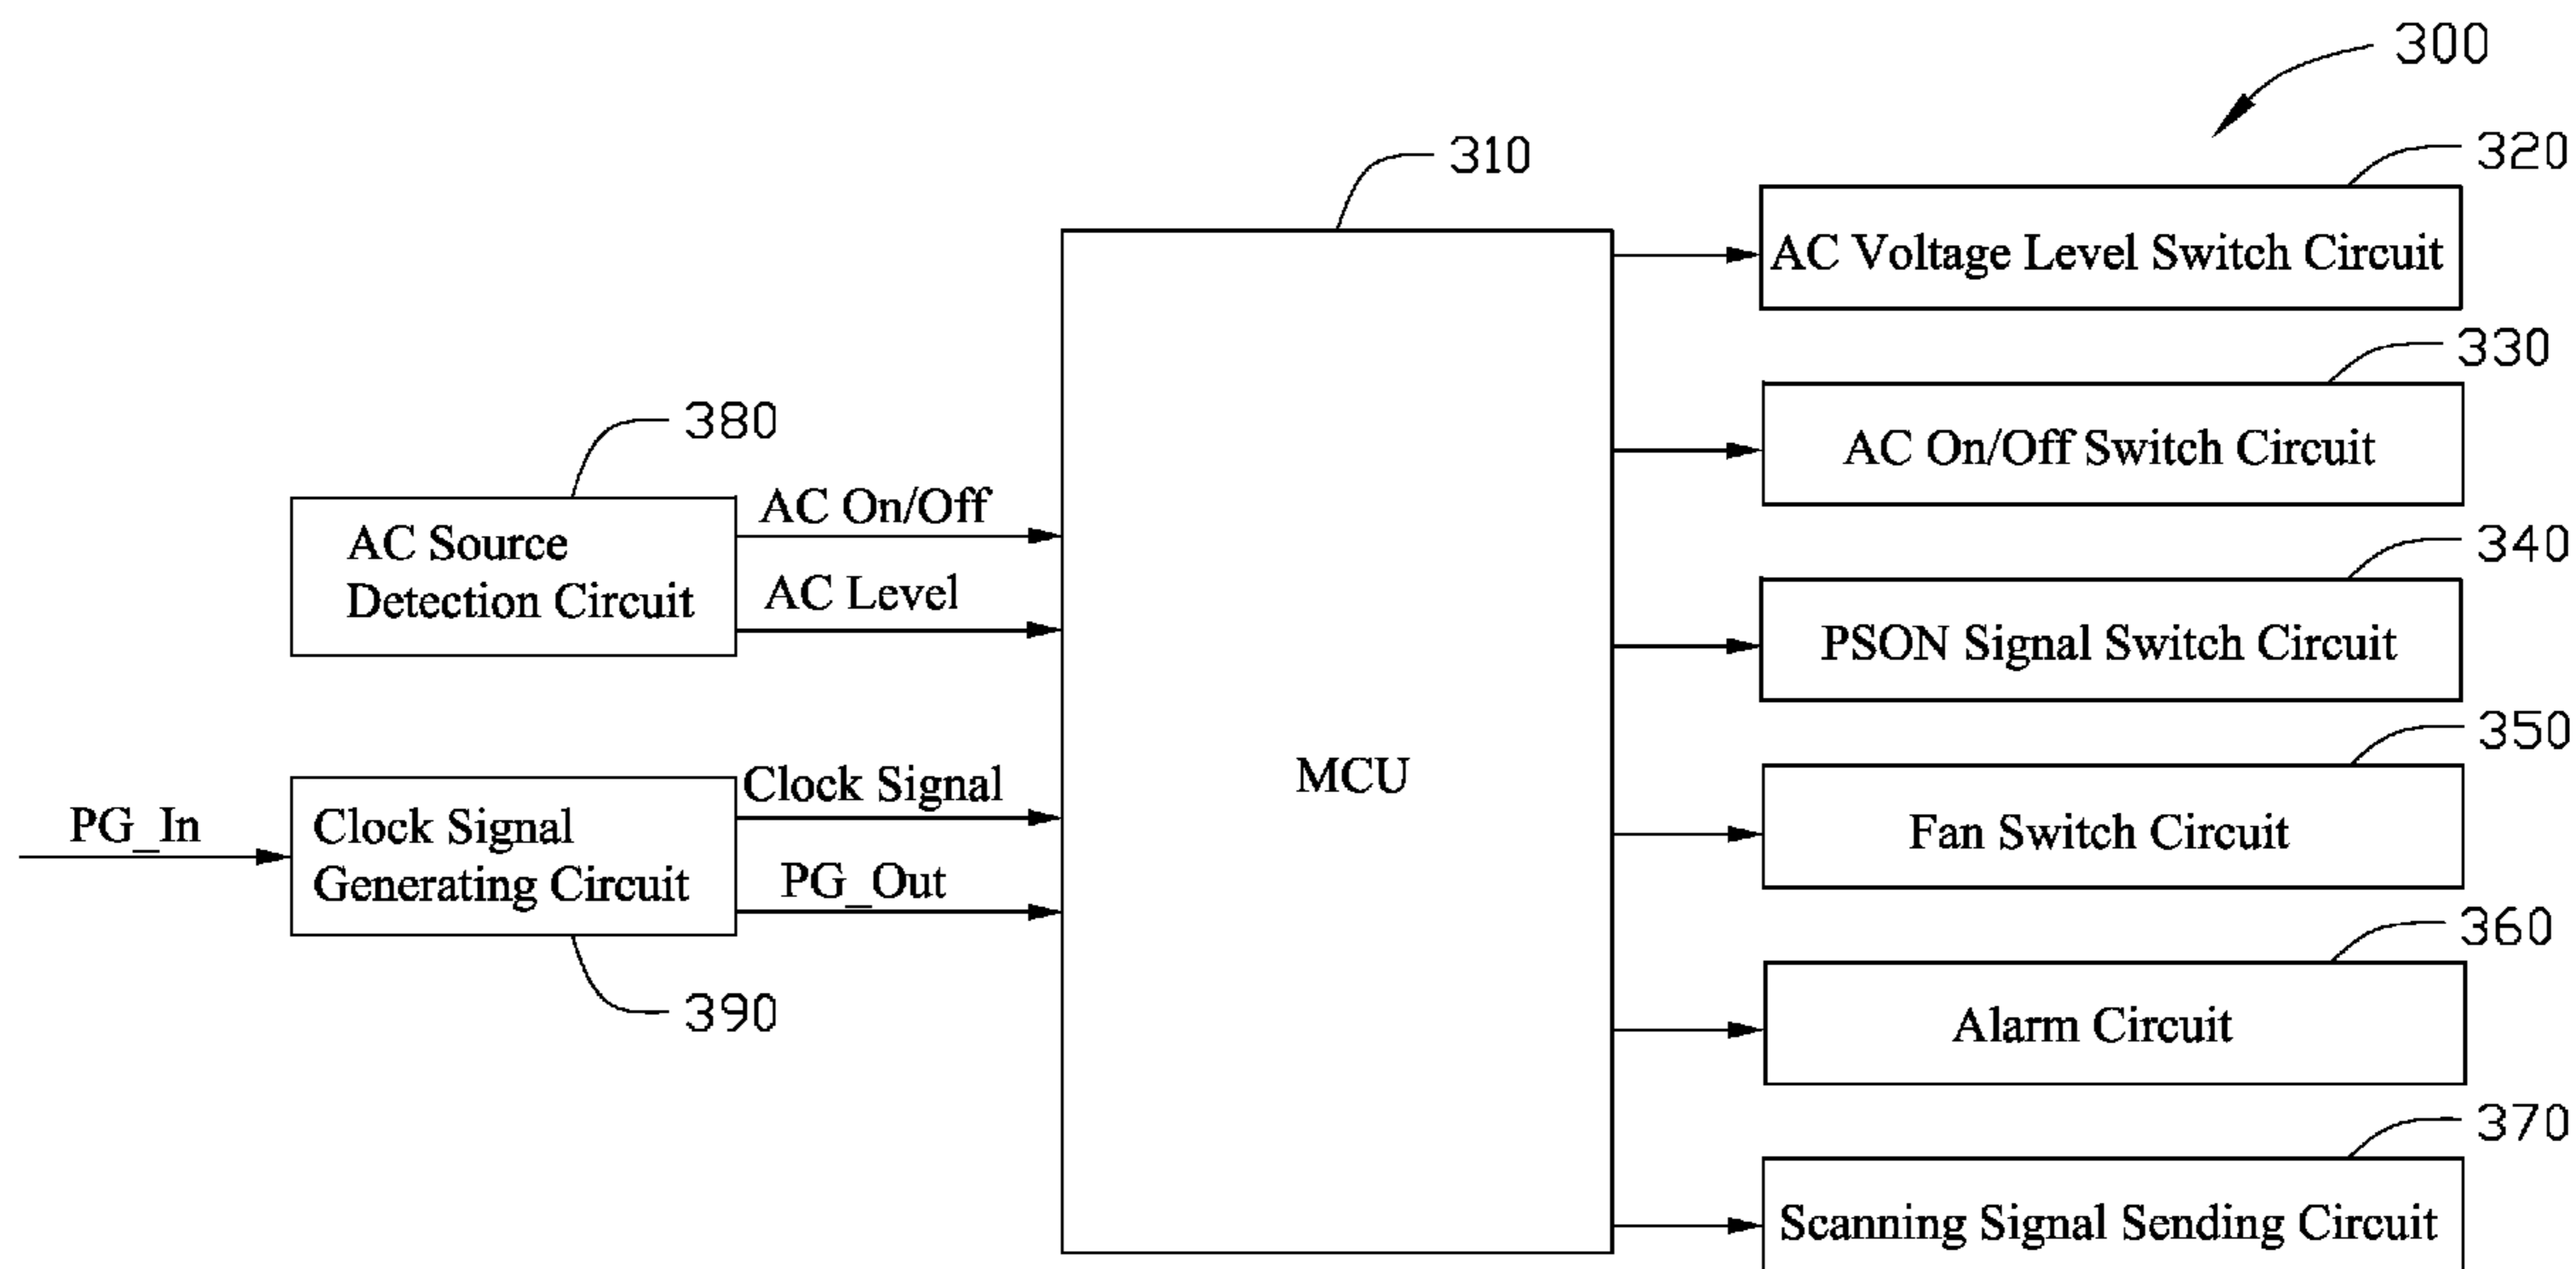 300
310
320
AC Voltage Level Switch Circuit
330
AC On/Off Switch Circuit
380
AC On/Off
AC Source
Detection Circuit
AC Level
340
PSON Signal Switch Circuit
350
Clock Signal
MCU
PG_In
Clock Signal
Generating Circuit
PG_Out
Fan Switch Circuit
360
390
Alarm Circuit
370
Scanning Signal Sending Circuit